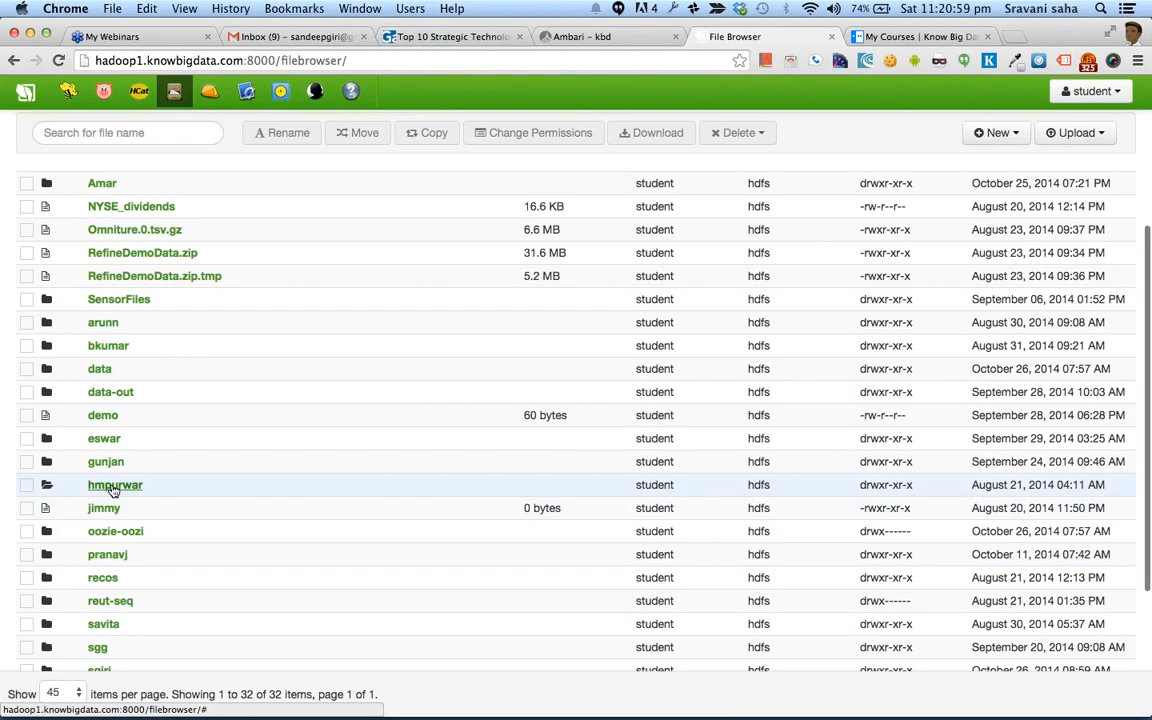 Chrome File Edit View History Bookmarks Window Users Help 4 74% Sat 11:20:59 pm Sravani saha
My Webinars Inbox (9) - sandeepgiri@g Top 10 Strategic Technolo Ambari - kbd File Browser My Courses | Know Big Da
hadoop1.knowbigdata.com:8000/filebrowser/ K 325
HCat student
Search for file name Rename Move Copy Change Permissions Download Delete New Upload
Amar student hdfs drwxr-xr-x October 25, 2014 07:21 PM
NYSE_dividends 16.6 KB student hdfs -rw-r--r-- August 20, 2014 12:14 PM
Omniture.0.tsv.gz 6.6 MB student hdfs -rwxr-xr-x August 23, 2014 09:37 PM
RefineDemoData.zip 31.6 MB student hdfs -rwxr-xr-x August 23, 2014 09:34 PM
RefineDemoData.zip.tmp 5.2 MB student hdfs -rwxr-xr-x August 23, 2014 09:36 PM
SensorFiles student hdfs drwxr-xr-x September 06, 2014 01:52 PM
arunn student hdfs drwxr-xr-x August 30, 2014 09:08 AM
bkumar student hdfs drwxr-xr-x August 31, 2014 09:21 AM
data student hdfs drwxr-xr-x October 26, 2014 07:57 AM
data-out student hdfs drwxr-xr-x September 28, 2014 10:03 AM
demo 60 bytes student hdfs -rw-r--r-- September 28, 2014 06:28 PM
eswar student hdfs drwxr-xr-x September 29, 2014 03:25 AM
gunjan student hdfs drwxr-xr-x September 24, 2014 09:46 AM
hmpurwar student hdfs drwxr-xr-x August 21, 2014 04:11 AM
jimmy 0 bytes student hdfs -rwxr-xr-x August 20, 2014 11:50 PM
oozie-oozi student hdfs drwx------ October 26, 2014 07:57 AM
pranavj student hdfs drwxr-xr-x October 11, 2014 07:42 AM
recos student hdfs drwxr-xr-x August 21, 2014 12:13 PM
reut-seq student hdfs drwx------ August 21, 2014 01:35 PM
savita student hdfs drwxr-xr-x August 30, 2014 05:37 AM
sgg student hdfs drwxr-xr-x September 20, 2014 09:08 AM
sgiri student hdfs drwxr-xr-x October 26, 2014 08:59 AM
Show 45 items per page. Showing 1 to 32 of 32 items, page 1 of 1.
hadoop1.knowbigdata.com:8000/filebrowser/#